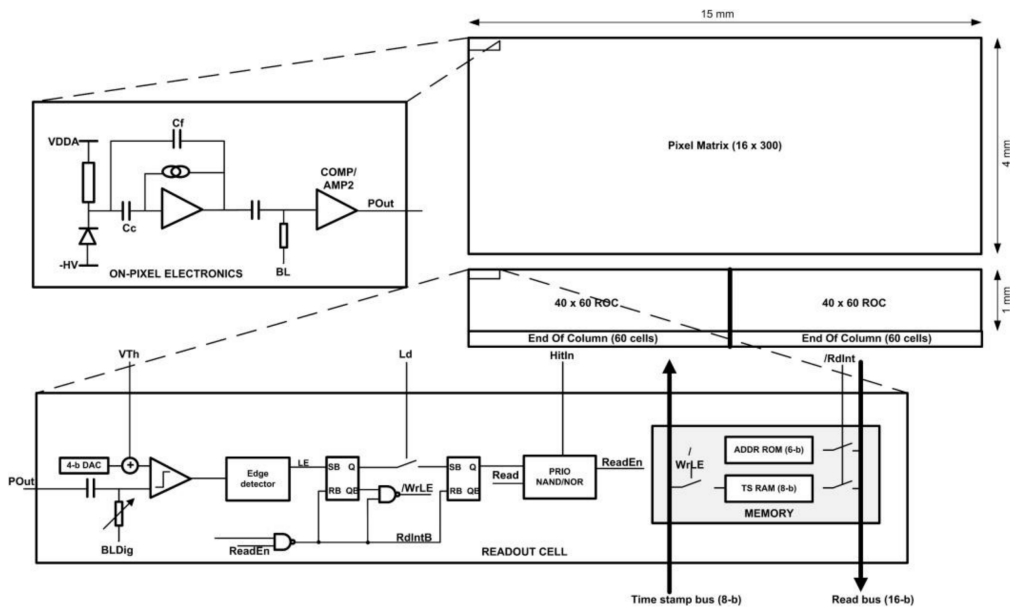 15 mm
Pixel Matrix (16 x 300)
4 mm
VDDA
Cf
Cc
COMP/
AMP2
POut
-HV
BL
ON-PIXEL ELECTRONICS
40 x 60 ROC
40 x 60 ROC
1 mm
End Of Column (60 cells)
End Of Column (60 cells)
VTh
Ld
HitIn
/RdInt
4-b DAC
+
POut
BLDig
Edge
detector
LE
SB
Q
RB
QB
/WrLE
SB
Q
RB
QB
Read
PRIO
NAND/NOR
ReadEn
ReadEn
RdIntB
READOUT CELL
/
WrLE
ADDR ROM (6-b)
TS RAM (8-b)
MEMORY
Time stamp bus (8-b)
Read bus (16-b)